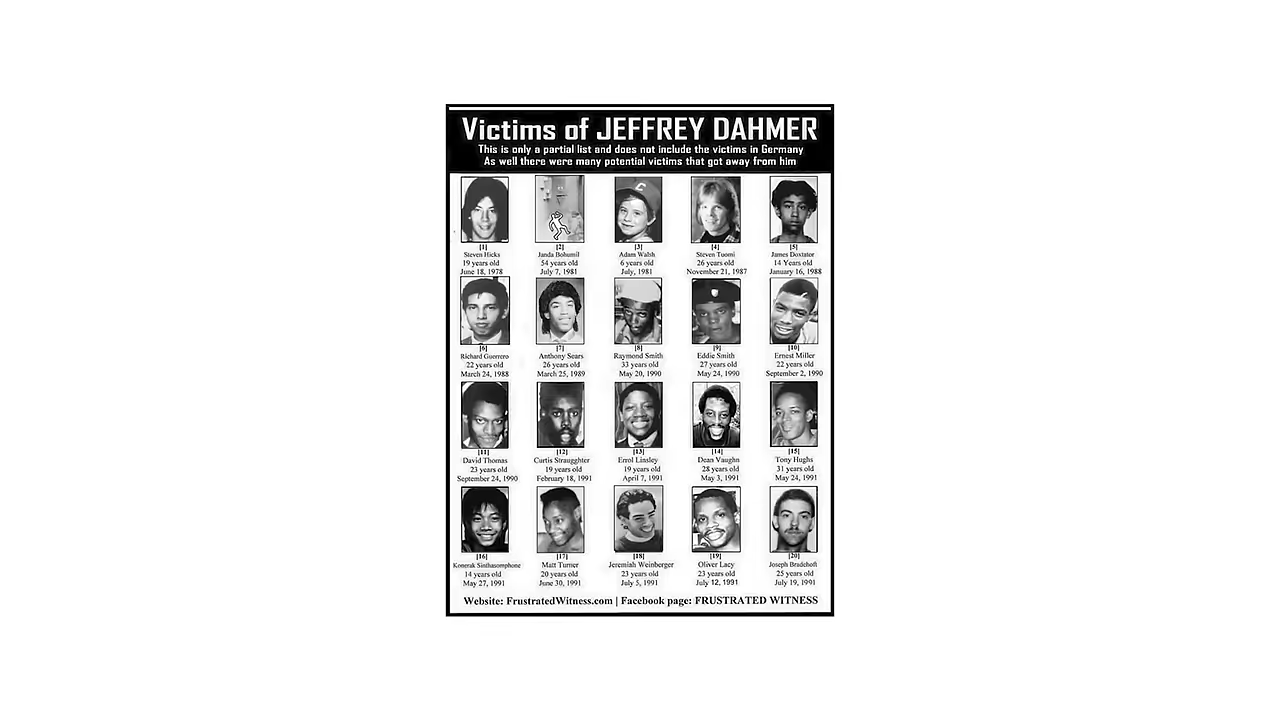 Victims of JEFFREY DAHMER
This is only a partial list and does not include the victims in Germany
As well there were many potential victims that got away from him
[1]
Steven Hicks
19 years old
June 18, 1978
[2]
Janda Bohumil
54 years old
July 7, 1981
[3]
Adam Walsh
6 years old
July, 1981
[4]
Steven Tuomi
26 years old
November 21, 1987
[5]
James Doxtator
14 Years old
January 16, 1988
[6]
Richard Guerrero
22 years old
March 24, 1988
[7]
Anthony Sears
26 years old
March 25, 1989
[8]
Raymond Smith
33 years old
May 20, 1990
[9]
Eddie Smith
27 years old
May 24, 1990
[10]
Ernest Miller
22 years old
September 2, 1990
[11]
David Thomas
23 years old
September 24, 1990
[12]
Curtis Straugghter
19 years old
February 18, 1991
[13]
Errol Linsley
19 years old
April 7, 1991
[14]
Dean Vaughn
28 years old
May 3, 1991
[15]
Tony Hughs
31 years old
May 24, 1991
[16]
Konerak Sinthasomphone
14 years old
May 27, 1991
[17]
Matt Turner
20 years old
June 30, 1991
[18]
Jeremiah Weinberger
23 years old
July 5, 1991
[19]
Oliver Lacy
23 years old
July 12, 1991
[20]
Joseph Bradehoft
25 years old
July 19, 1991
Website: FrustratedWitness.com | Facebook page: FRUSTRATED WITNESS